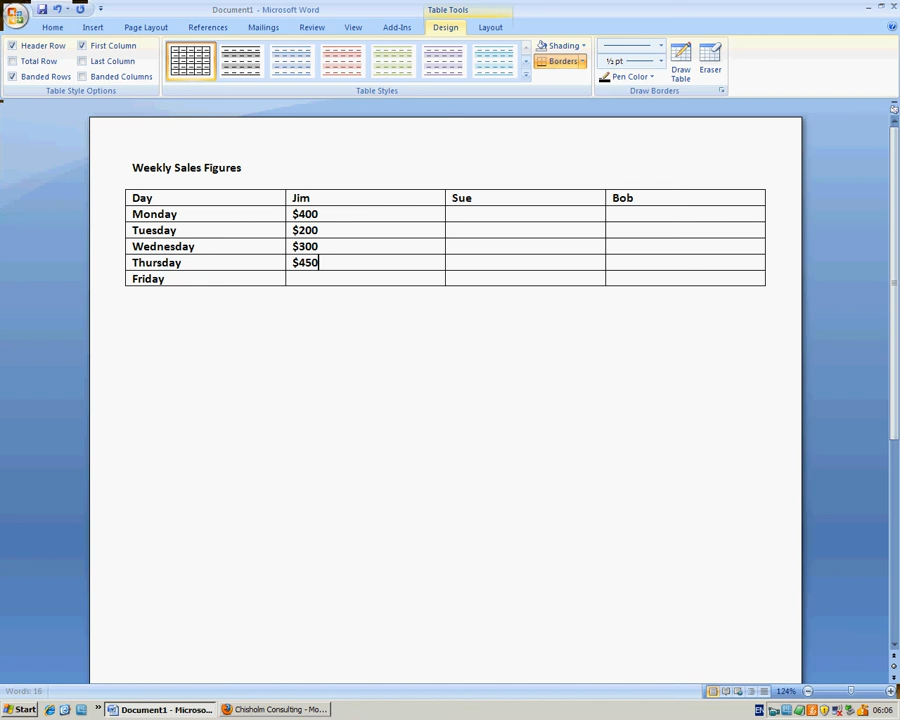 Document1 - Microsoft Word
Table Tools
Home Insert Page Layout References Mailings Review View Add-Ins Design Layout
Header Row First Column
Total Row Last Column
Banded Rows Banded Columns
Table Style Options
Table Styles
Shading
Borders
½ pt
Pen Color
Draw Table
Eraser
Draw Borders
Weekly Sales Figures
Day Jim Sue Bob
Monday $400
Tuesday $200
Wednesday $300
Thursday $450
Friday
Words: 16
124%
Start
Document1 - Microso...
Chisholm Consulting - Mo...
EN
06:06